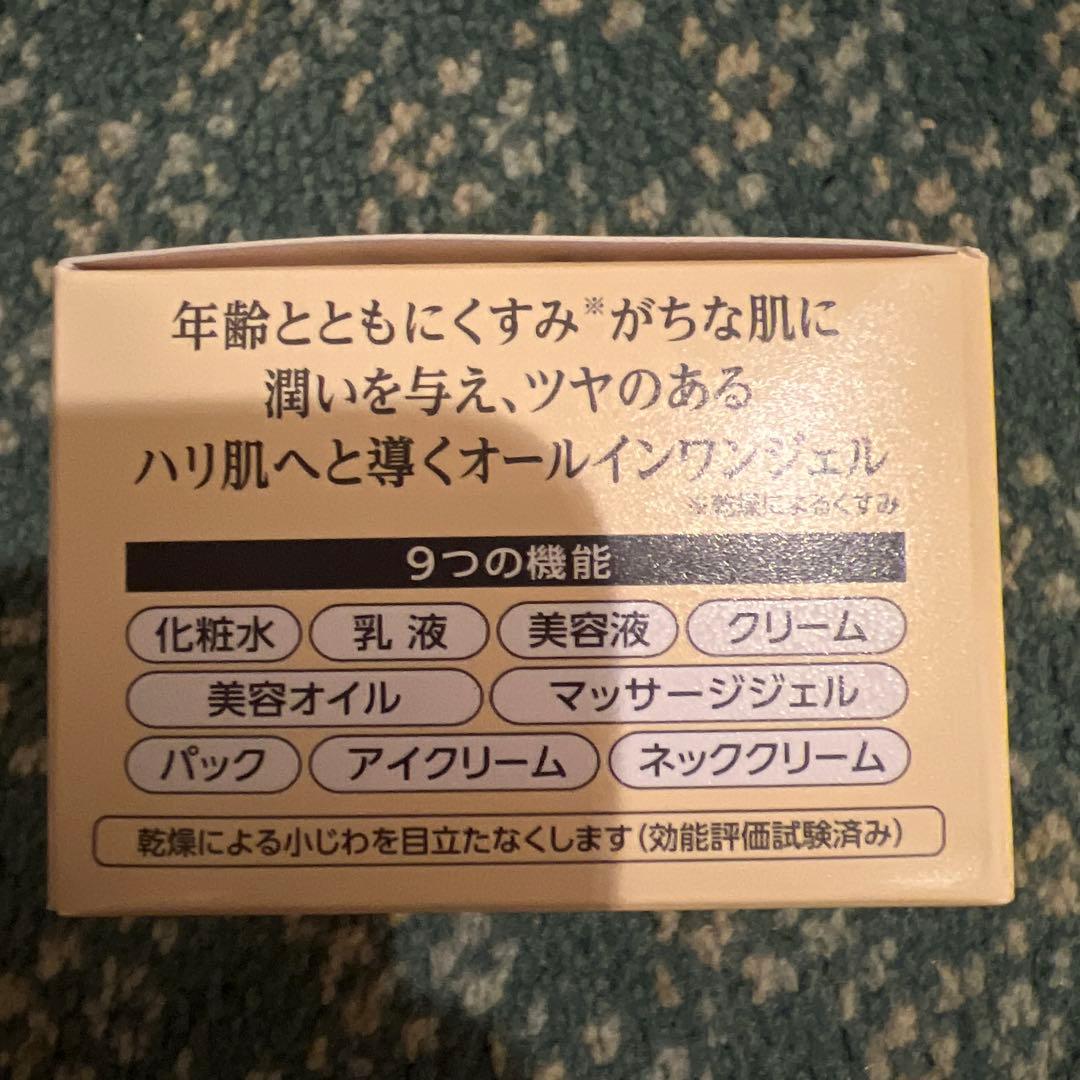 年齢とともにくすみ※がちな肌に
潤いを与え、ツヤのある
ハリ肌へと導くオールインワンジェル
※乾燥によるくすみ
9つの機能
化粧水 乳液 美容液 クリーム
美容オイル マッサージジェル
パック アイクリーム ネッククリーム
乾燥による小じわを目立たなくします(効能評価試験済み)